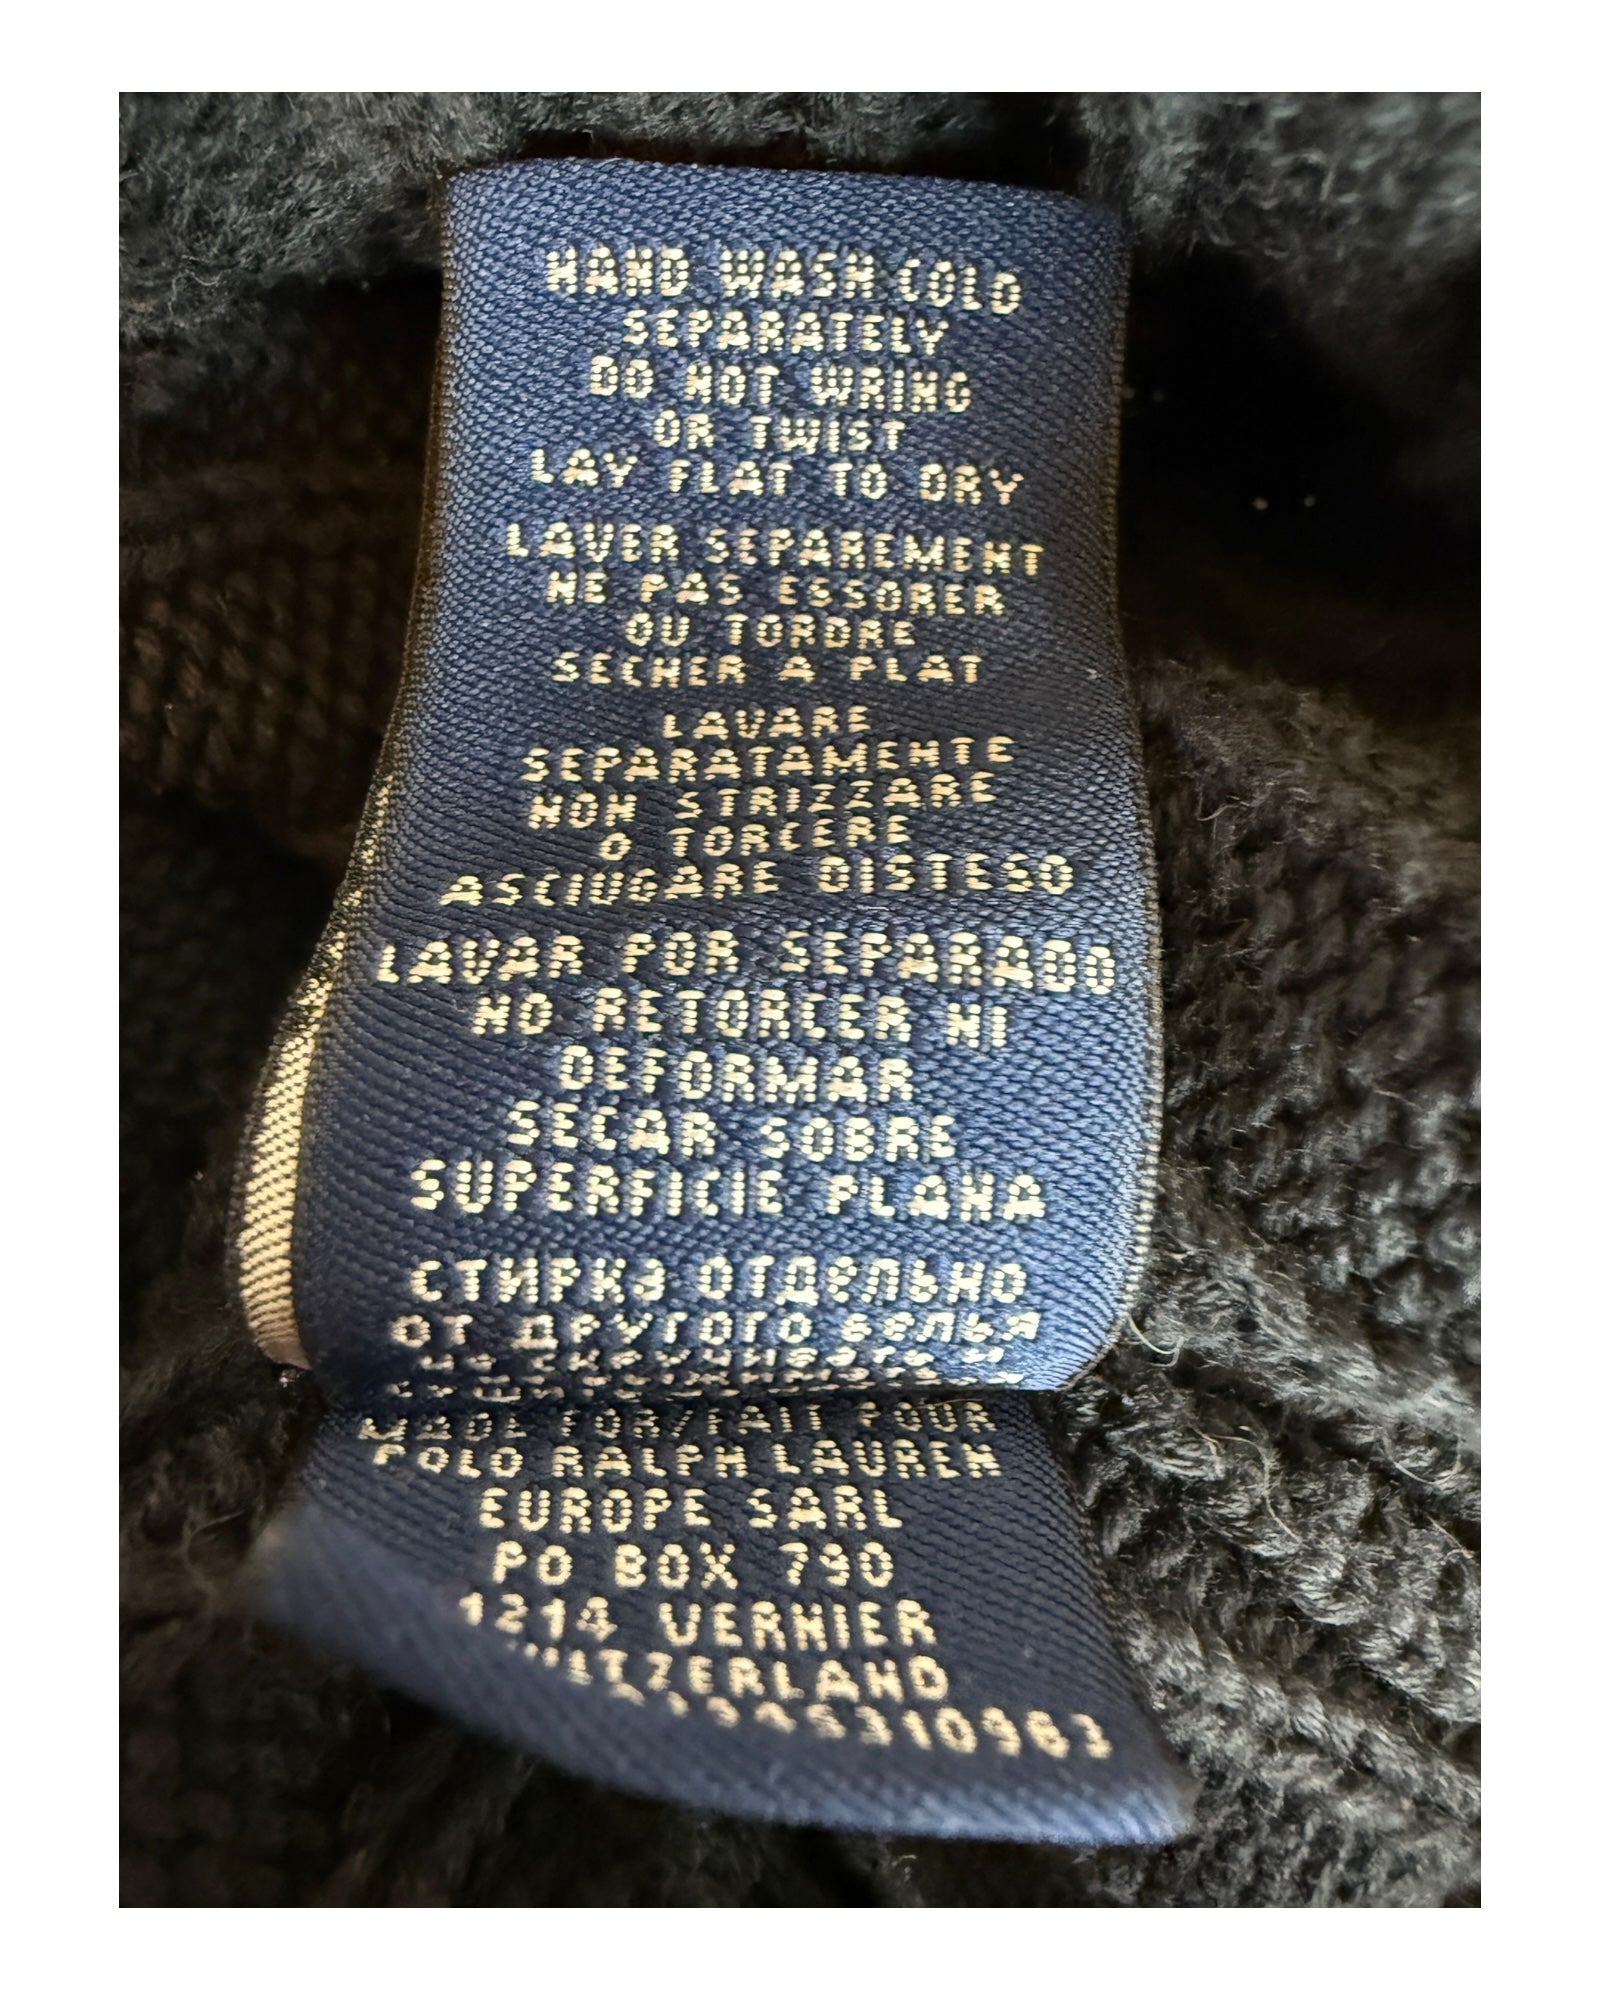 HAND WASH COLD
SEPARATELY
DO NOT WRING
OR TWIST
LAY FLAT TO DRY
LAVER SEPAREMENT
NE PAS ESSORER
OU TORDRE
SECHER A PLAT
LAVARE
SEPARATAMENTE
NON STRIZZARE
O TORCERE
ASCIUGARE DISTESO
LAVAR POR SEPARADO
NO RETORCER NI
DEFORMAR
SECAR SOBRE
SUPERFICIE PLANA
СТИРКА ОТДЕЛЬНО
ОТ ДРУГОГО БЕЛЬЯ
НЕ СКРУЧИВАТЬ И
MADE FOR/FAIT POUR
POLO RALPH LAUREN
EUROPE SARL
PO BOX 790
1214 VERNIER
SWITZERLAND